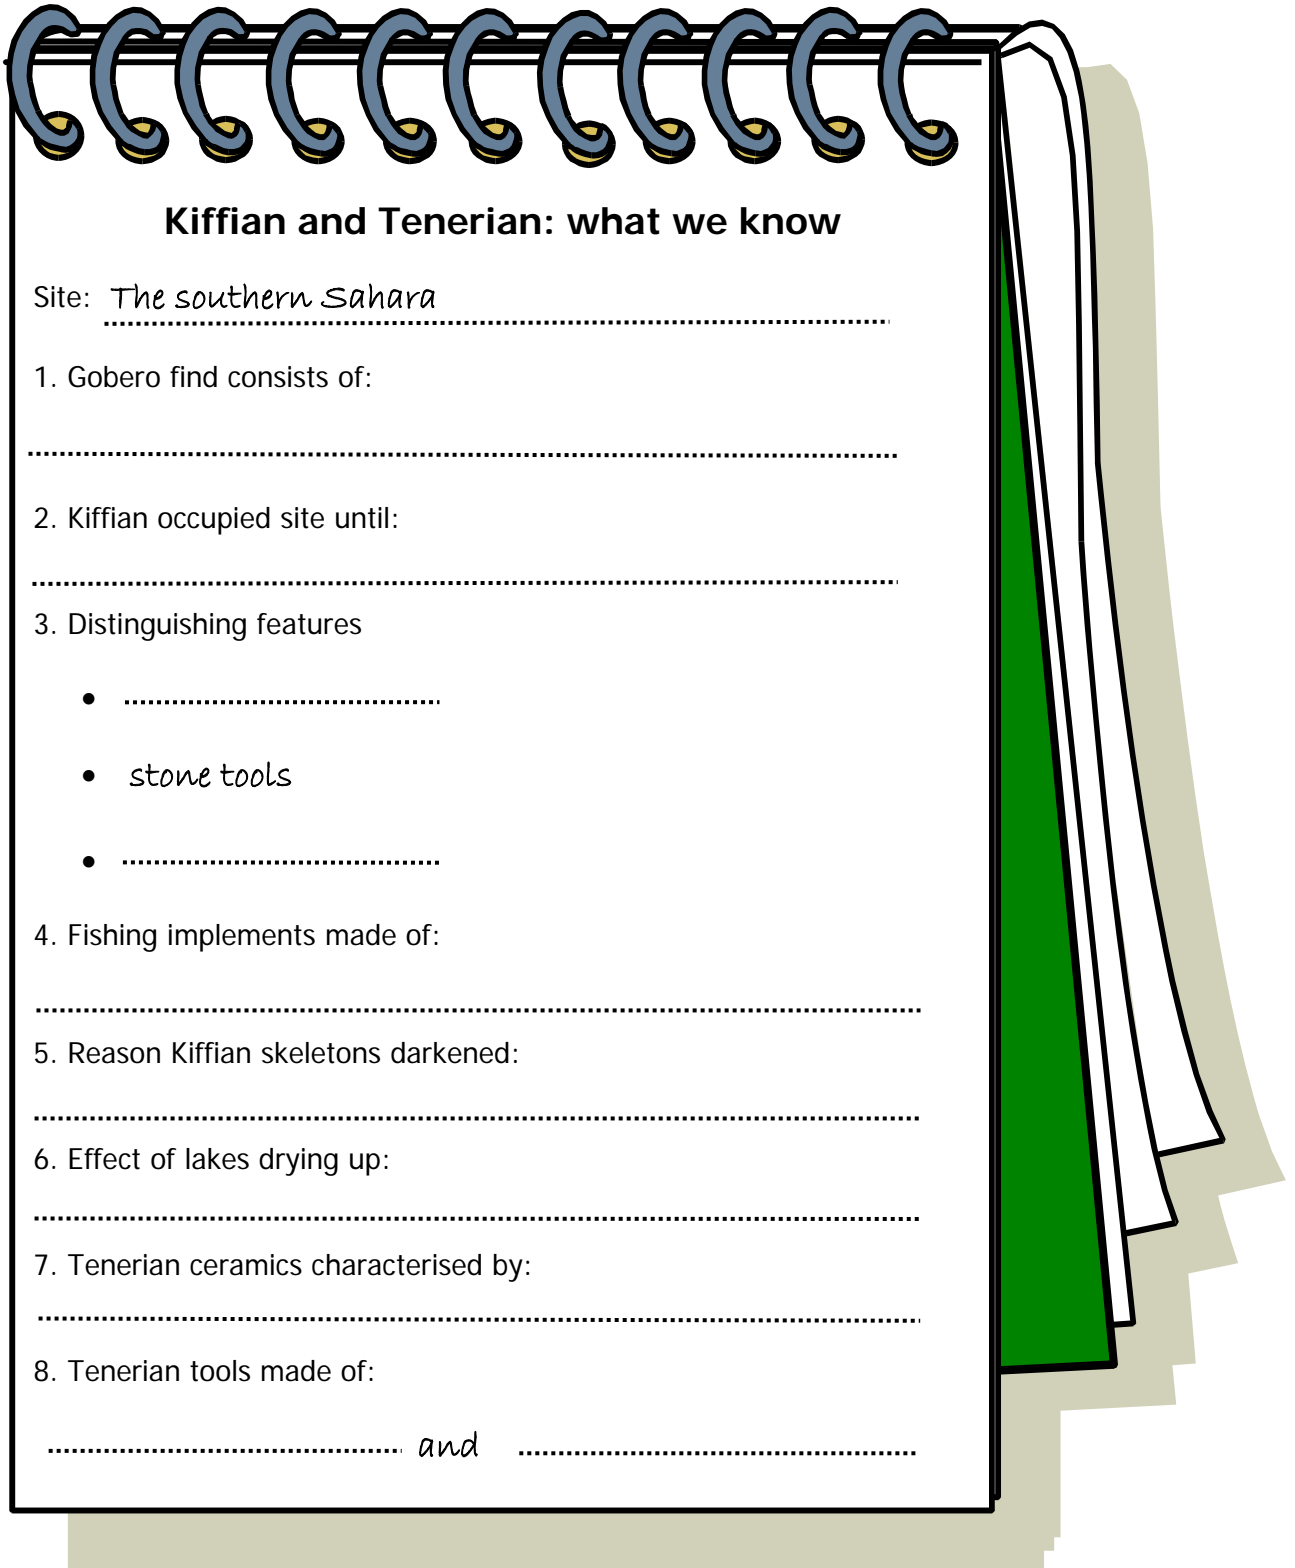 Kiffian and Tenerian: what we know
Site: The southern Sahara
1. Gobero find consists of:
2. Kiffian occupied site until:
3. Distinguishing features
•
• stone tools
•
4. Fishing implements made of:
5. Reason Kiffian skeletons darkened:
6. Effect of lakes drying up:
7. Tenerian ceramics characterised by:
8. Tenerian tools made of:
and